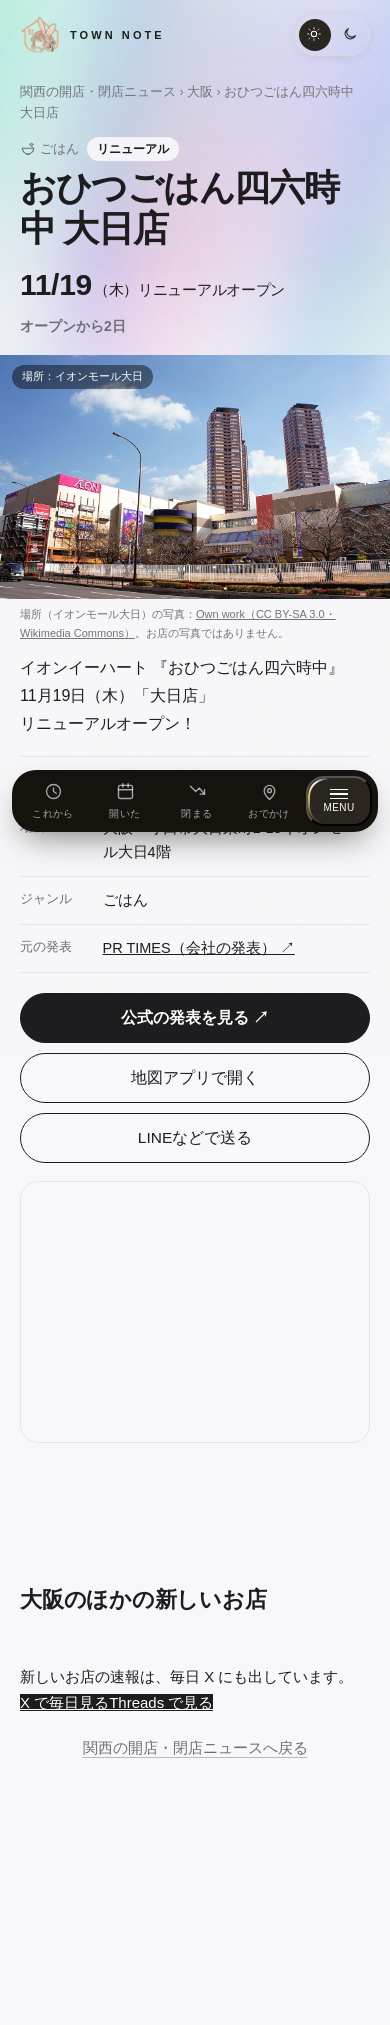 TOWN NOTE
関西の開店・閉店ニュース › 大阪 › おひつごはん四六時中
大日店
ごはん リニューアル
おひつごはん四六時
中 大日店
11/19（木）リニューアルオープン
オープンから2日
場所：イオンモール大日
AEON
場所（イオンモール大日）の写真：Own work（CC BY-SA 3.0・
Wikimedia Commons）。お店の写真ではありません。
イオンイーハート 『おひつごはん四六時中』
11月19日（木）「大日店」
リニューアルオープン！
これから 開いた 閉まる おでかけ MENU
ル大日4階
ジャンル ごはん
元の発表 PR TIMES（会社の発表） ↗
公式の発表を見る ↗
地図アプリで開く
LINEなどで送る
大阪のほかの新しいお店
新しいお店の速報は、毎日 X にも出しています。
X で毎日見るThreads で見る
関西の開店・閉店ニュースへ戻る